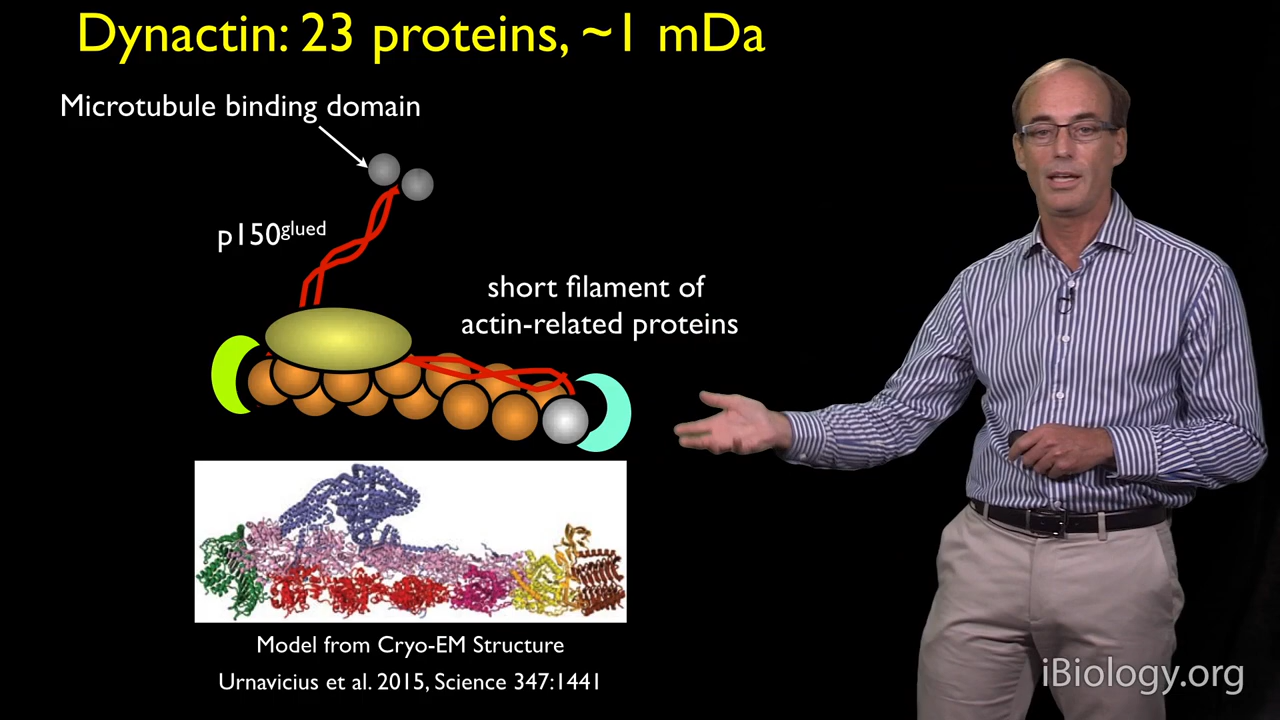 Dynactin: 23 proteins, ~1 mDa
Microtubule binding domain
p150glued
short filament of
actin-related proteins
Model from Cryo-EM Structure
Urnavicius et al. 2015, Science 347:1441
iBiology.org